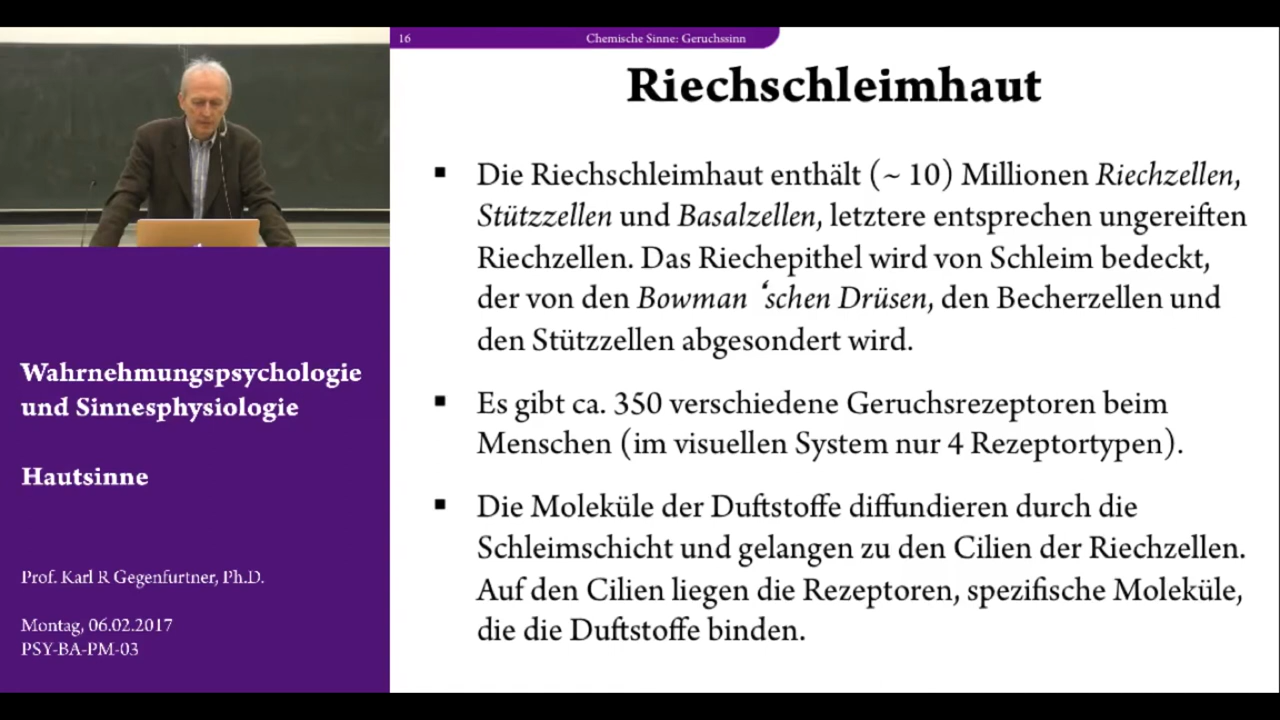 16
Chemische Sinne: Geruchssinn
Riechschleimhaut
▪ Die Riechschleimhaut enthält (~ 10) Millionen Riechzellen,
Stützzellen und Basalzellen, letztere entsprechen ungereiften
Riechzellen. Das Riechepithel wird von Schleim bedeckt,
der von den Bowman ‘schen Drüsen, den Becherzellen und
den Stützzellen abgesondert wird.
▪ Es gibt ca. 350 verschiedene Geruchsrezeptoren beim
Menschen (im visuellen System nur 4 Rezeptortypen).
▪ Die Moleküle der Duftstoffe diffundieren durch die
Schleimschicht und gelangen zu den Cilien der Riechzellen.
Auf den Cilien liegen die Rezeptoren, spezifische Moleküle,
die die Duftstoffe binden.
Wahrnehmungspsychologie
und Sinnesphysiologie
Hautsinne
Prof. Karl R Gegenfurtner, Ph.D.
Montag, 06.02.2017
PSY-BA-PM-03